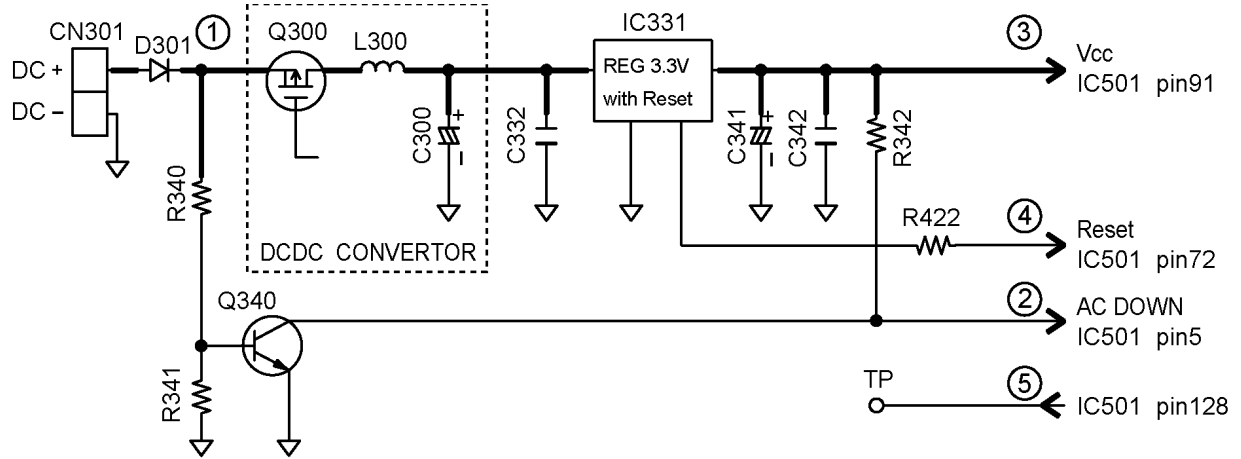 CN301
DC +
DC −
D301
①
Q300
L300
C300
+
−
DCDC CONVERTOR
C332
IC331
REG 3.3V
with Reset
C341
+
−
C342
R342
③
Vcc
IC501 pin91
R340
R422
④
Reset
IC501 pin72
Q340
②
AC DOWN
IC501 pin5
R341
TP
⑤
IC501 pin128